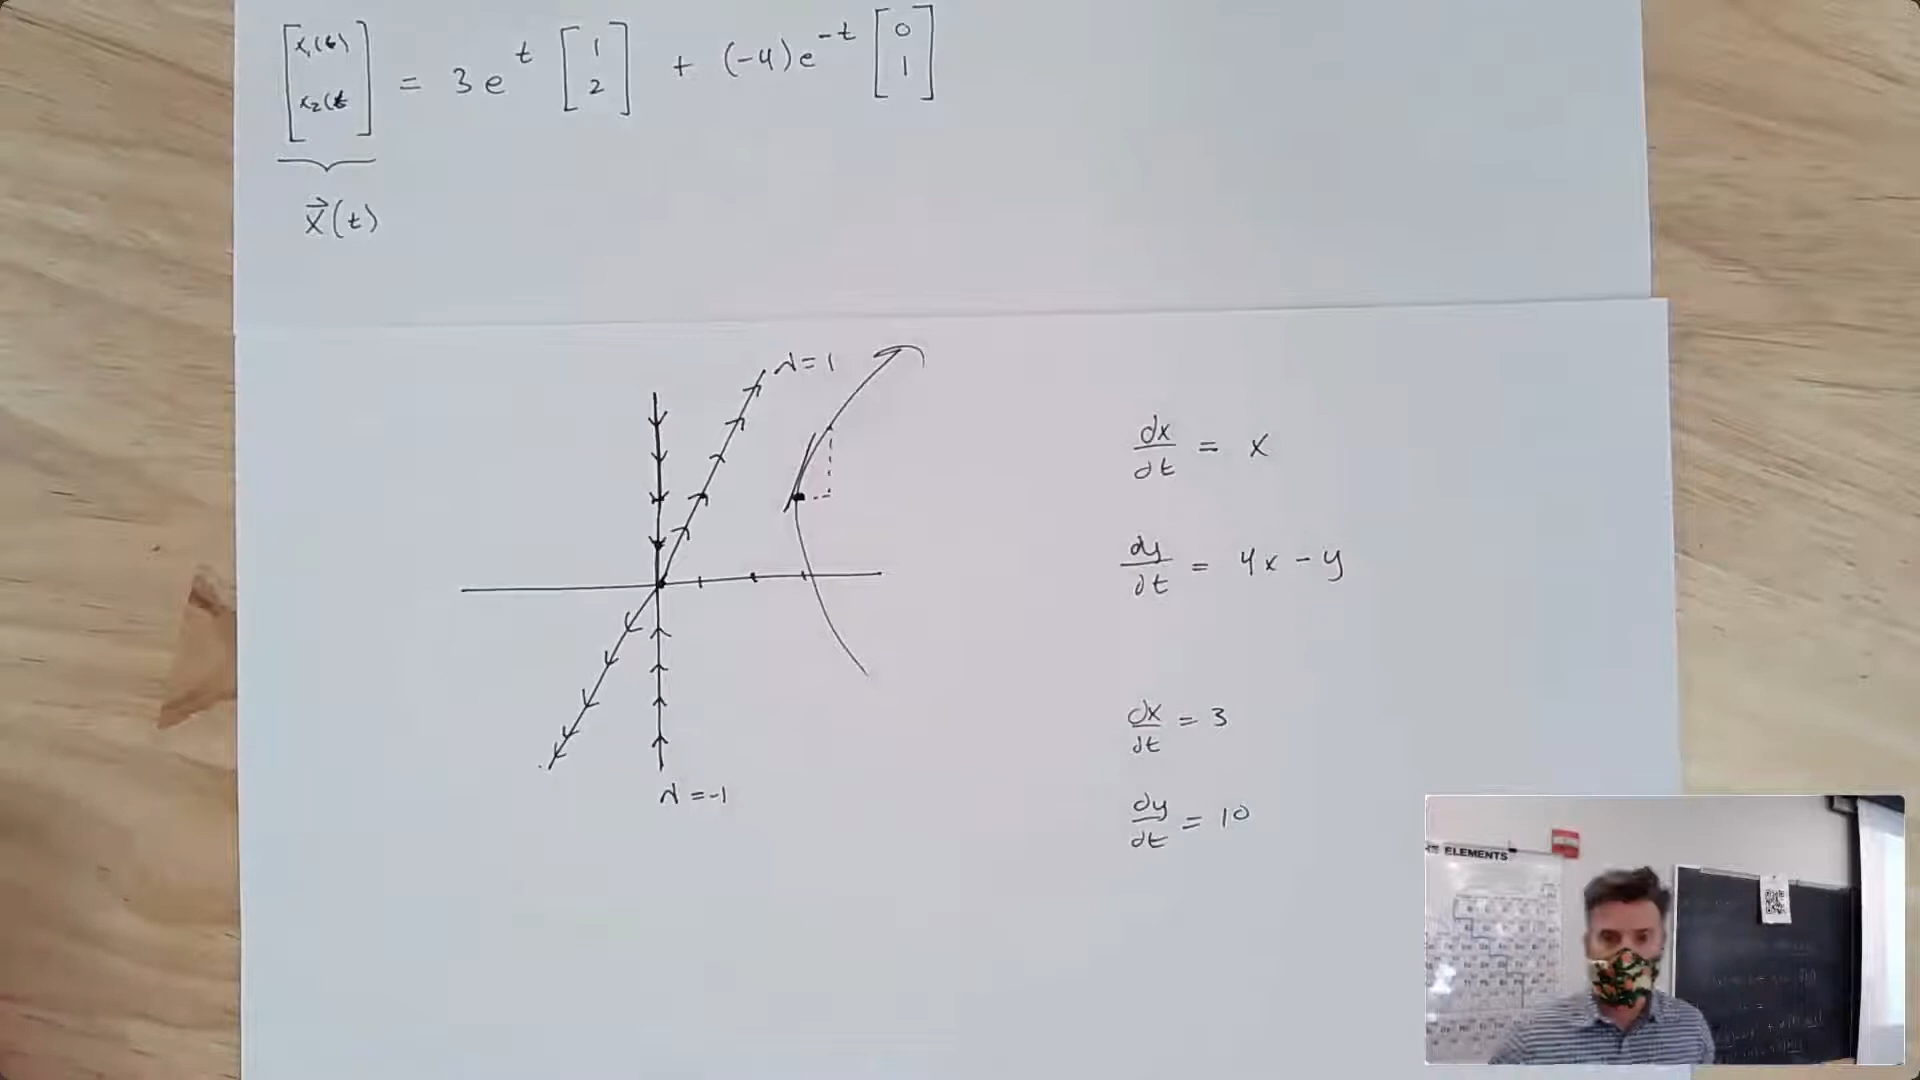 [x₁(t) x₂(t] = 3e^t [1 2] + (-4)e^-t [0 1]
x⃗(t)
λ=1
dx/dt = x
dy/dt = 4x - y
dx/dt = 3
λ=-1
dy/dt = 10
ELEMENTS